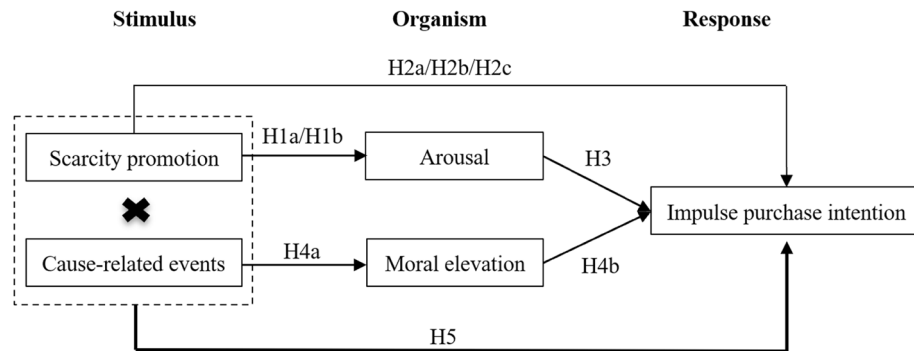 Stimulus Organism Response
H2a/H2b/H2c
Scarcity promotion H1a/H1b Arousal H3
Impulse purchase intention
Cause-related events H4a Moral elevation H4b
H5